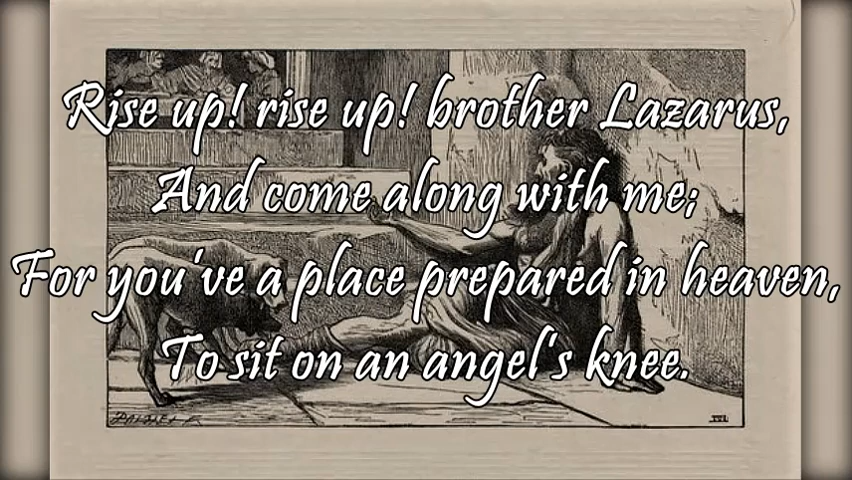 Rise up! rise up! brother Lazarus,
And come along with me;
For you've a place prepared in heaven,
To sit on an angel's knee.